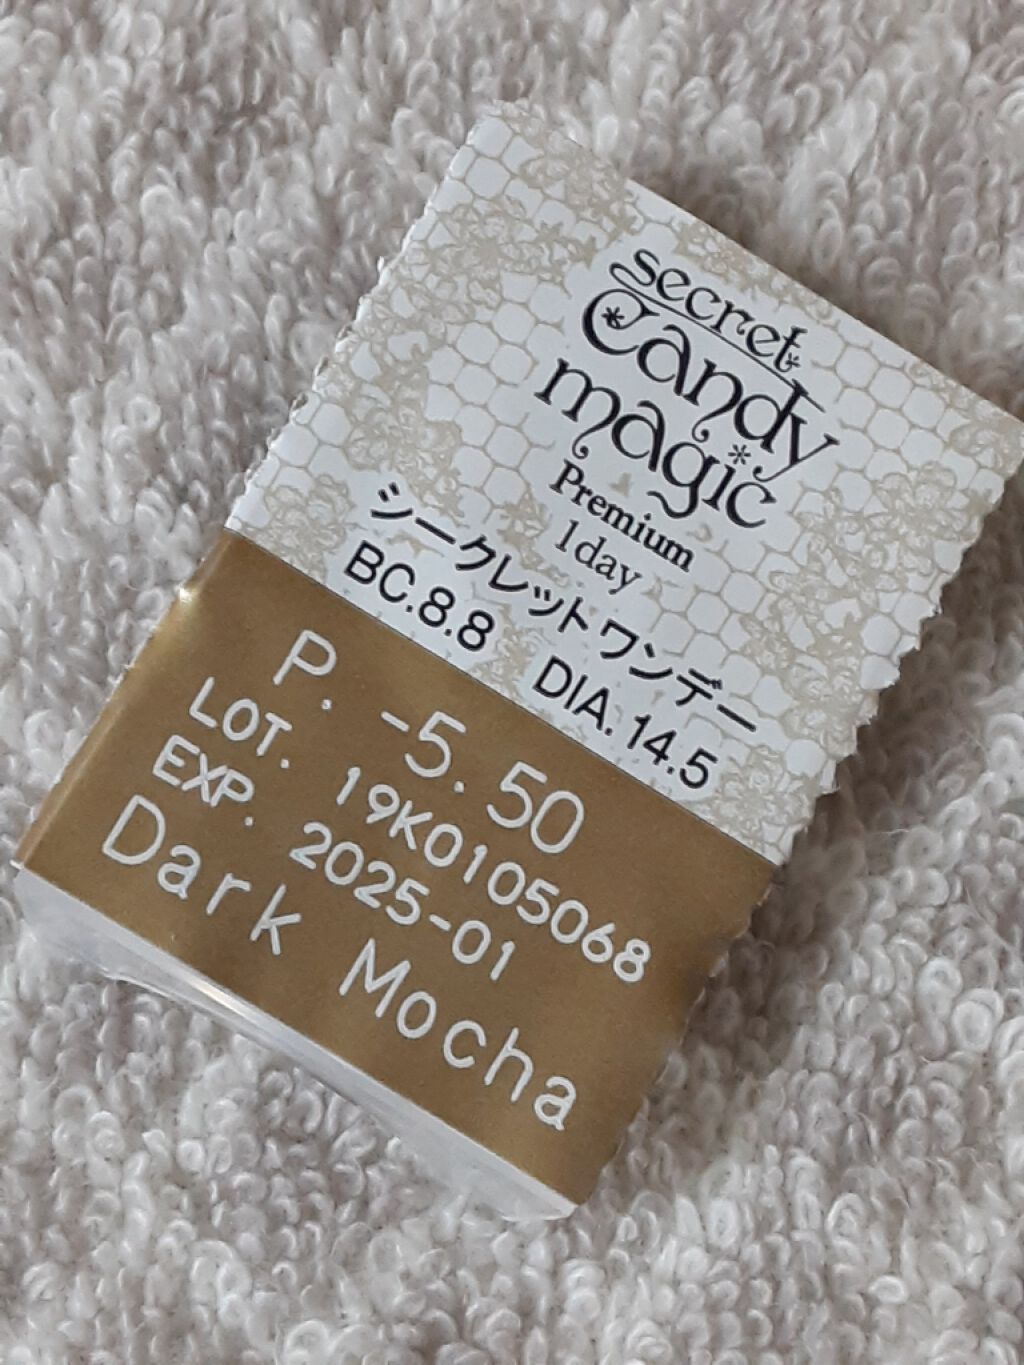 secret
candy
magic
Premium
1day
シークレットワンデー
BC.8.8 DIA.14.5
P. -5.50
LOT. 19K0105068
EXP. 2025-01
Dark Mocha